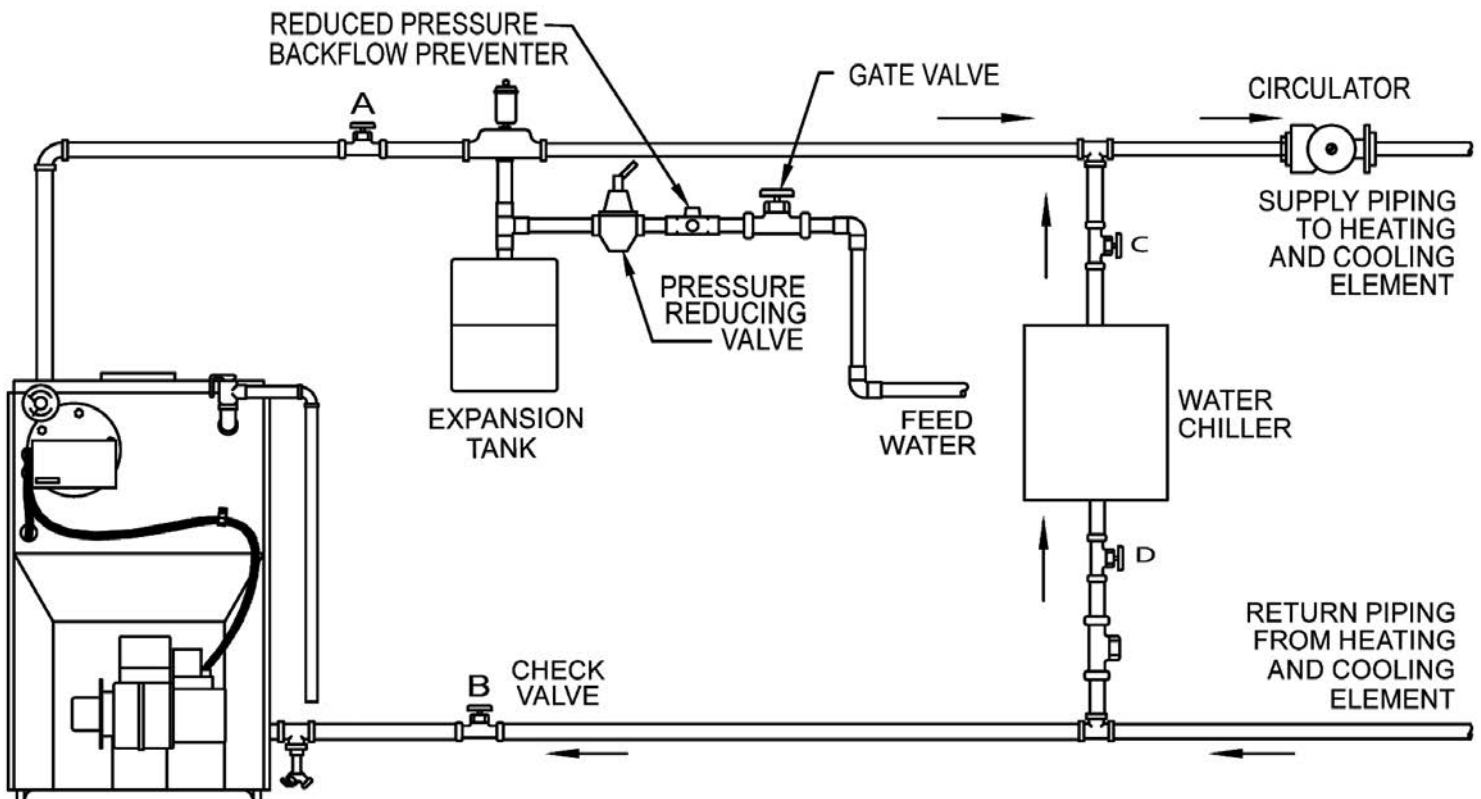 REDUCED PRESSURE
BACKFLOW PREVENTER
GATE VALVE
CIRCULATOR
A
SUPPLY PIPING
TO HEATING
AND COOLING
ELEMENT
C
PRESSURE
REDUCING
VALVE
EXPANSION
TANK
FEED
WATER
WATER
CHILLER
D
RETURN PIPING
FROM HEATING
AND COOLING
ELEMENT
CHECK
VALVE
B